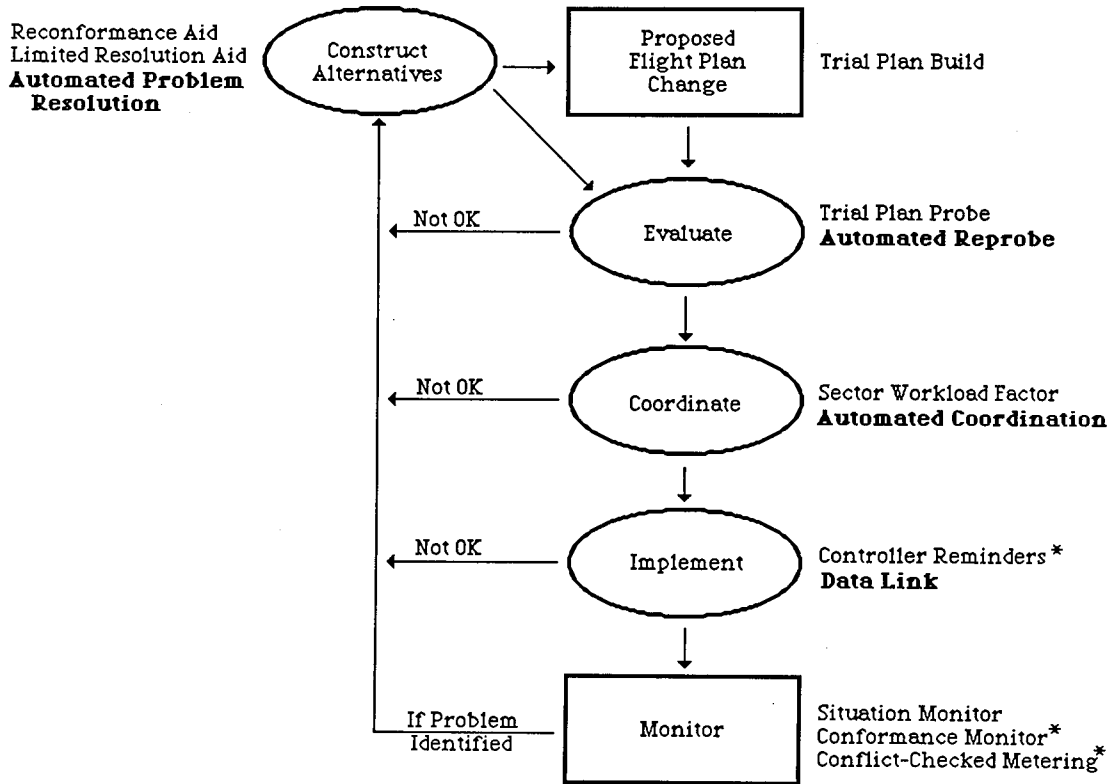 Reconformance Aid
Limited Resolution Aid
Automated Problem
Resolution
Construct
Alternatives
Proposed
Flight Plan
Change
Trial Plan Build
Not OK
Evaluate
Trial Plan Probe
Automated Reprobe
Not OK
Coordinate
Sector Workload Factor
Automated Coordination
Not OK
Implement
Controller Reminders *
Data Link
If Problem
Identified
Monitor
Situation Monitor
Conformance Monitor*
Conflict-Checked Metering*